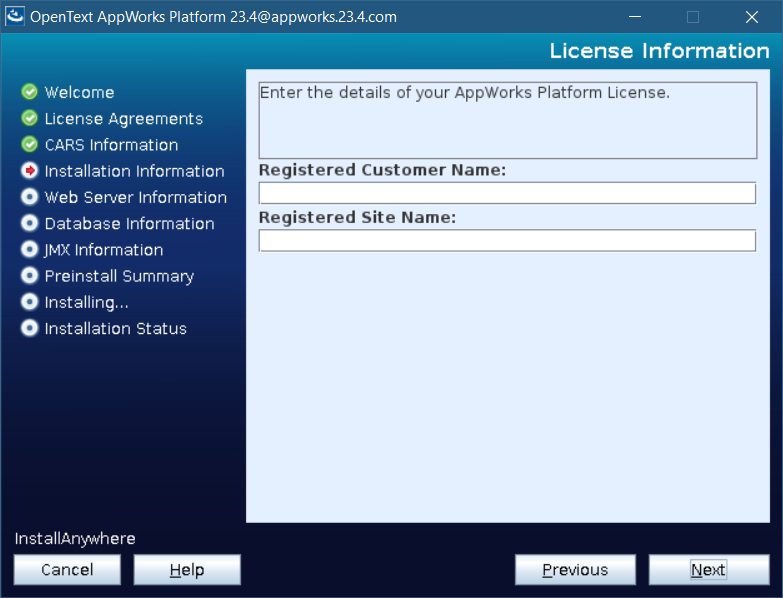 OpenText AppWorks Platform 23.4@appworks.23.4.com
License Information
Welcome
License Agreements
CARS Information
Installation Information
Web Server Information
Database Information
JMX Information
Preinstall Summary
Installing...
Installation Status
Enter the details of your AppWorks Platform License.
Registered Customer Name:
Registered Site Name:
InstallAnywhere
Cancel
Help
Previous
Next